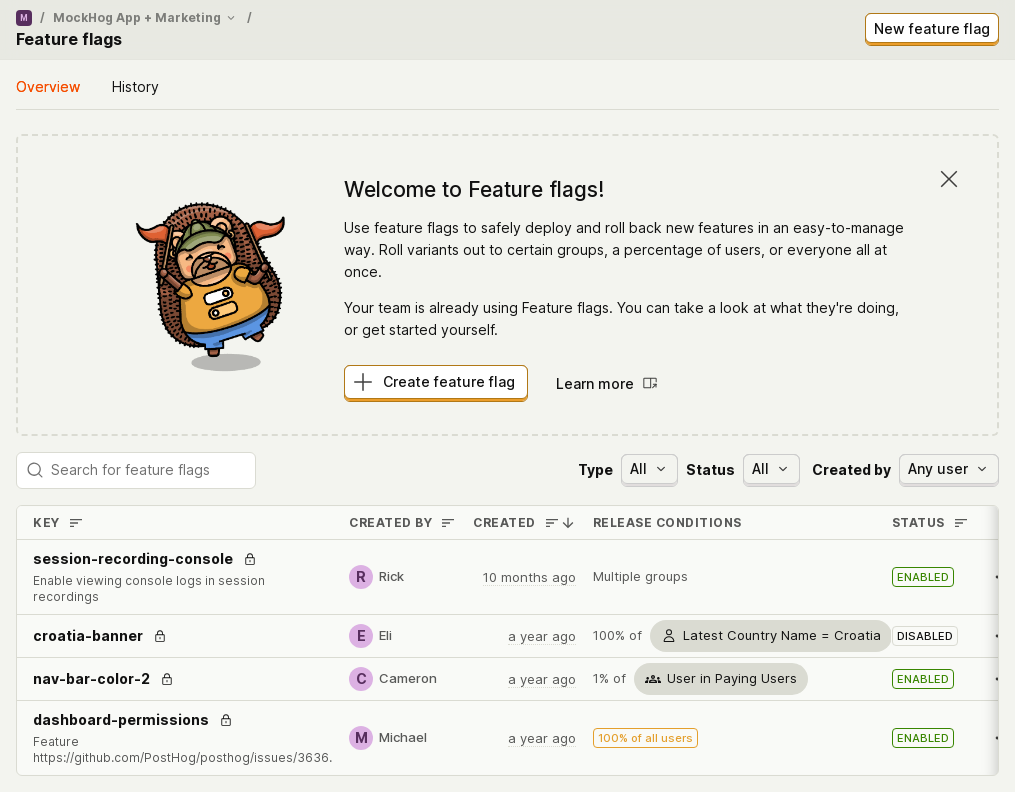 M / MockHog App + Marketing /
Feature flags
New feature flag
Overview History
Welcome to Feature flags!
Use feature flags to safely deploy and roll back new features in an easy-to-manage
way. Roll variants out to certain groups, a percentage of users, or everyone all at
once.
Your team is already using Feature flags. You can take a look at what they're doing,
or get started yourself.
Create feature flag Learn more
Search for feature flags Type All Status All Created by Any user
KEY CREATED BY CREATED RELEASE CONDITIONS STATUS
session-recording-console
Enable viewing console logs in session
recordings
R Rick 10 months ago Multiple groups ENABLED
croatia-banner E Eli a year ago 100% of Latest Country Name = Croatia DISABLED
nav-bar-color-2 C Cameron a year ago 1% of User in Paying Users ENABLED
dashboard-permissions
Feature
https://github.com/PostHog/posthog/issues/3636.
M Michael a year ago 100% of all users ENABLED